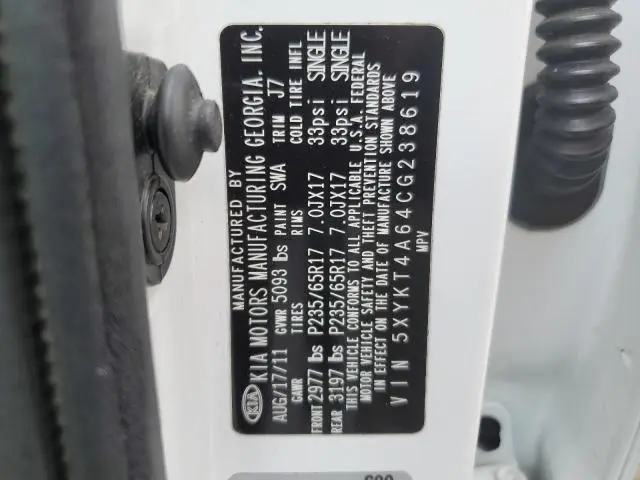 KIA
MANUFACTURED BY
KIA MOTORS MANUFACTURING GEORGIA, INC.
AUG/17/11 GVWR 5093 lbs PAINT SWA TRIM J7
GAWR TIRES RIMS COLD TIRE INFL
FRONT 2977 lbs P235/65R17 7.0JX17 33psi SINGLE
REAR 3197 lbs P235/65R17 7.0JX17 33psi SINGLE
THIS VEHICLE CONFORMS TO ALL APPLICABLE U.S.A. FEDERAL
MOTOR VEHICLE SAFETY AND THEFT PREVENTION STANDARDS
IN EFFECT ON THE DATE OF MANUFACTURE SHOWN ABOVE
VIN 5XYKT4A64CG238619
MPV